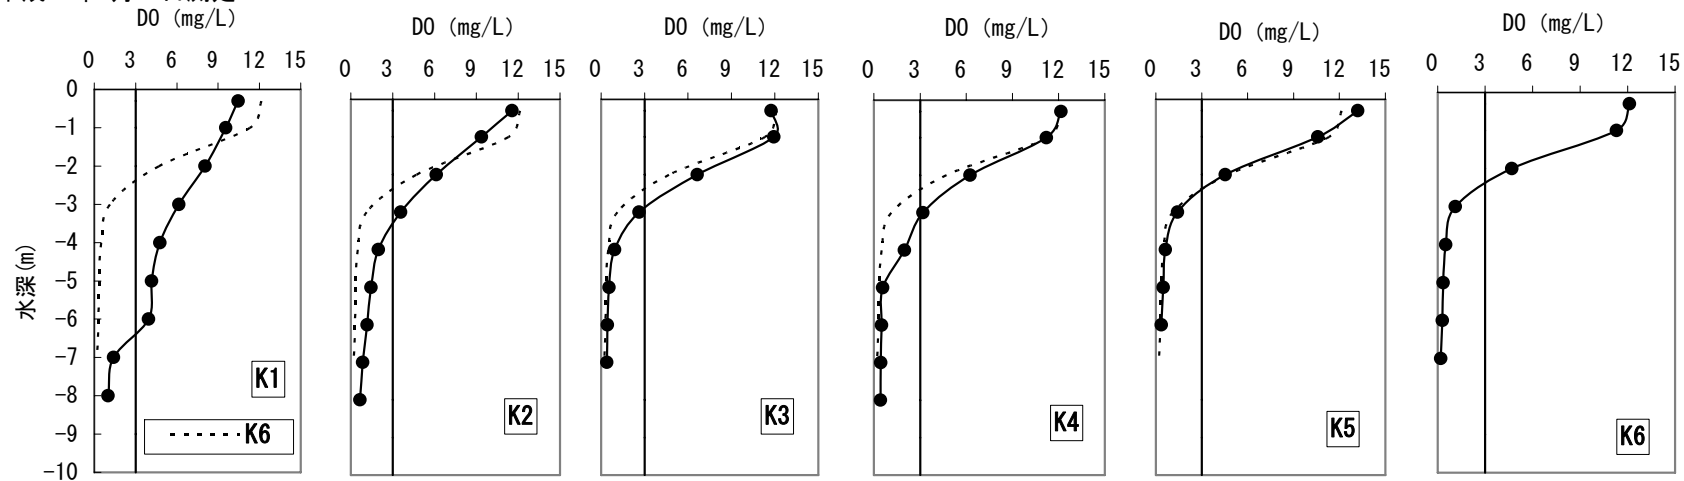 DO (mg/L) DO (mg/L) DO (mg/L) DO (mg/L) DO (mg/L) DO (mg/L)
0 3 6 9 12 15 0 3 6 9 12 15 0 3 6 9 12 15 0 3 6 9 12 15 0 3 6 9 12 15 0 3 6 9 12 15
0
-1
-2
-3
-4
-5
-6
-7
-8
-9
-10
水深(m)
K1
K6
K2
K3
K4
K5
K6